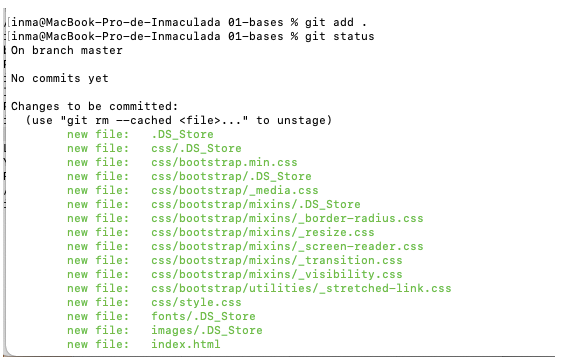 [inma@MacBook-Pro-de-Inmaculada 01-bases % git add .
[inma@MacBook-Pro-de-Inmaculada 01-bases % git status
On branch master
No commits yet
Changes to be committed:
(use "git rm --cached <file>..." to unstage)
new file: .DS_Store
new file: css/.DS_Store
new file: css/bootstrap.min.css
new file: css/bootstrap/.DS_Store
new file: css/bootstrap/_media.css
new file: css/bootstrap/mixins/.DS_Store
new file: css/bootstrap/mixins/_border-radius.css
new file: css/bootstrap/mixins/_resize.css
new file: css/bootstrap/mixins/_screen-reader.css
new file: css/bootstrap/mixins/_transition.css
new file: css/bootstrap/mixins/_visibility.css
new file: css/bootstrap/utilities/_stretched-link.css
new file: css/style.css
new file: fonts/.DS_Store
new file: images/.DS_Store
new file: index.html